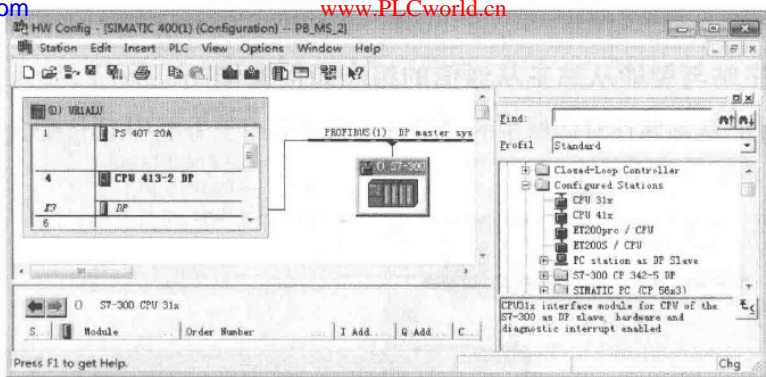 om
www.PLCworld.cn
HW Config - [SIMATIC 400(1) (Configuration) -- PB_MS_2]
Station Edit Insert PLC View Options Window Help
PROFIBUS(1): DP master sys
1 PS 407 20A
4 CPU 413-2 DP
X2 DP
6
S7-300
Find:
Profil Standard
Closed-Loop Controller
Configured Stations
CPU 31x
CPU 41x
ET200pro / CPU
ET200S / CPU
PC station as DP Slave
S7-300 CP 342-5 DP
SIMATIC PC (CP 56x3)
CPU31x interface module for CPU of the
S7-300 as DP slave, hardware and
diagnostic interrupt enabled
() S7-300 CPU 31x
S... Module ... Order Number ... I Add... Q Add... C...
Press F1 to get Help.
Chg